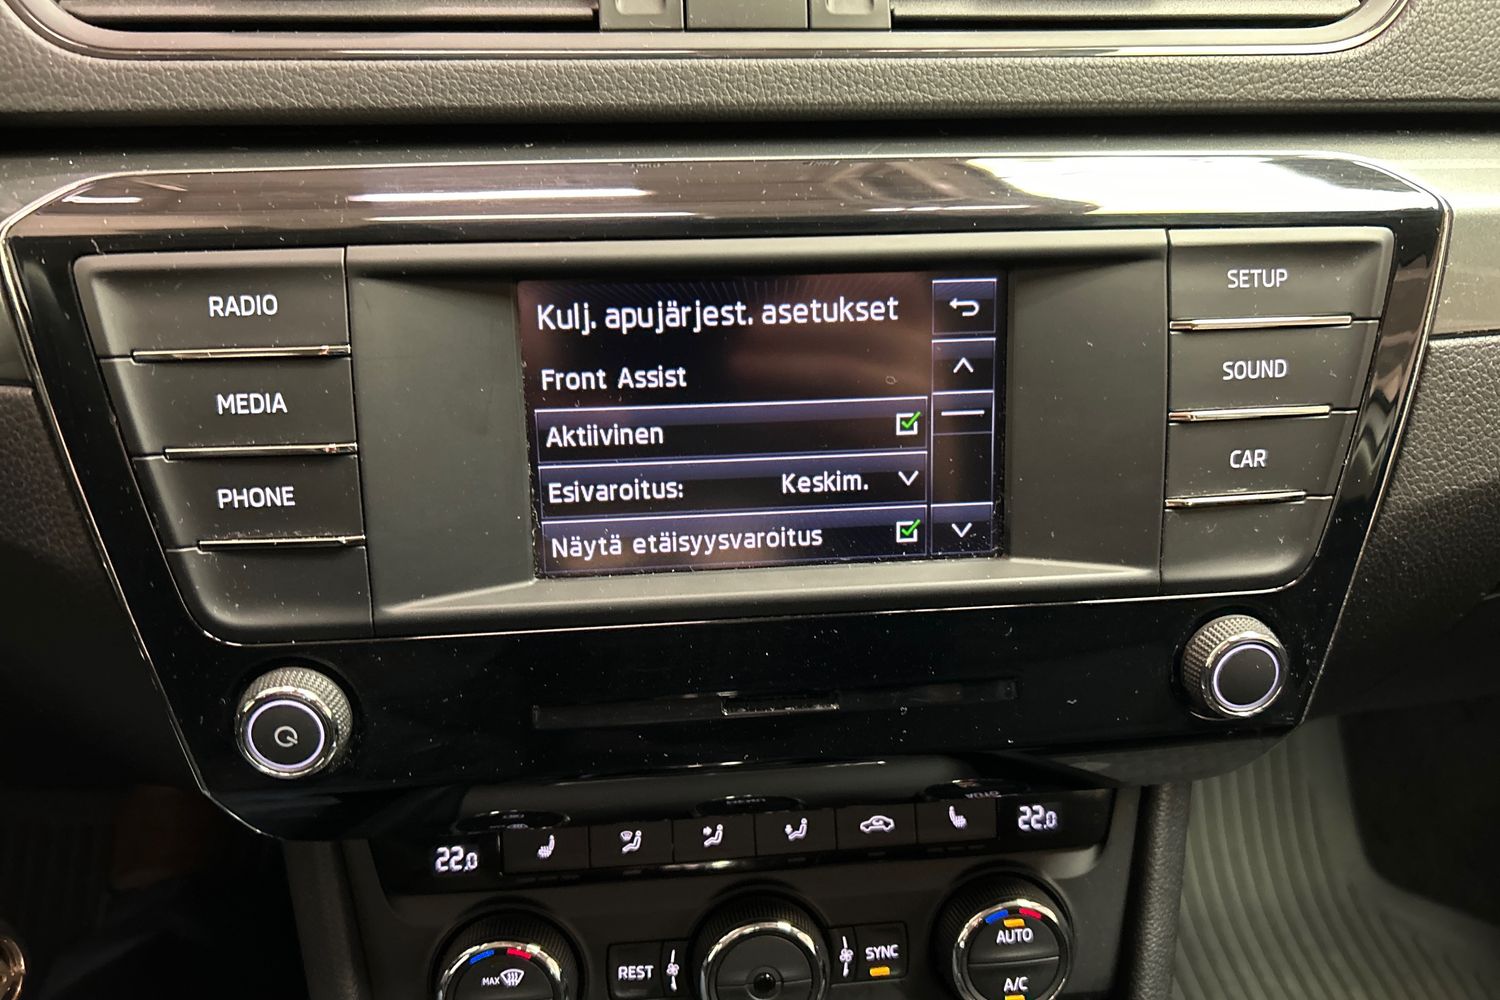 RADIO
MEDIA
PHONE
Kulj. apujärjest. asetukset
Front Assist
Aktiivinen
Esivaroitus: Keskim.
Näytä etäisyysvaroitus
SETUP
SOUND
CAR
22.0
22.0
MAX
REST
SYNC
AUTO
A/C